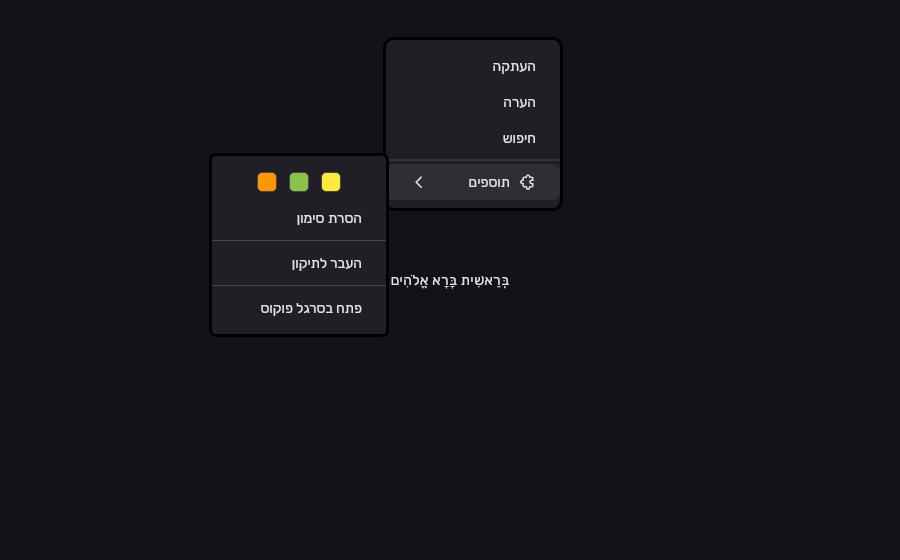 העתקה
הערה
חיפוש
תוספים
הסרת סימון
העבר לתיקון
פתח בסרגל פוקוס
בְּרֵאשִׁית בָּרָא אֱלֹהִים